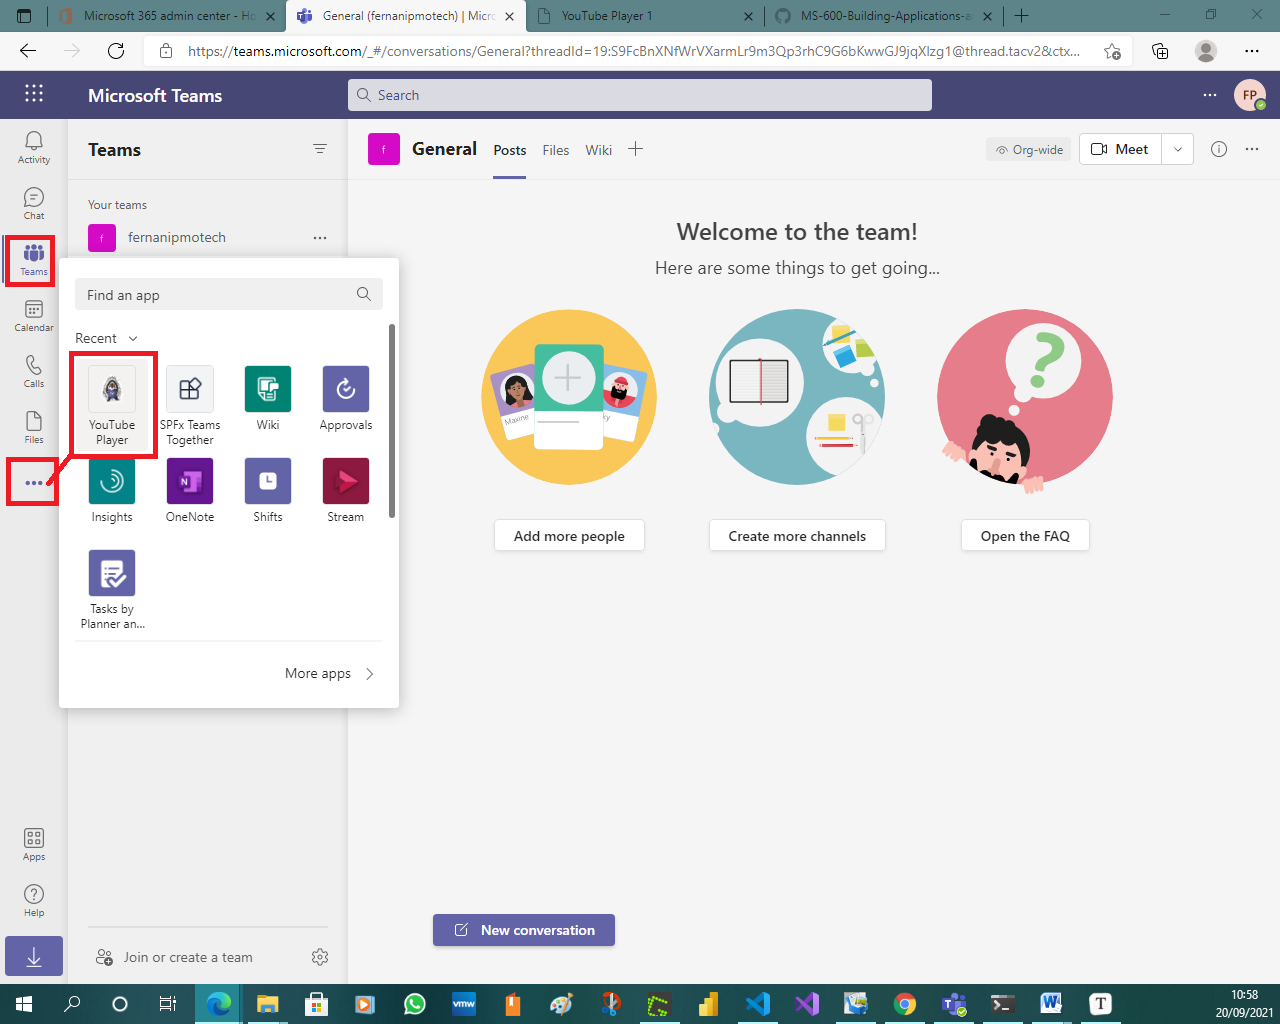 Microsoft 365 admin center - Ho
General (fernanipmotech) | Micro
YouTube Player 1
MS-600-Building-Applications-a
https://teams.microsoft.com/_#/conversations/General?threadId=19:S9FcBnXNfWrVXarmLr9m3Qp3rhC9G6bKwwGJ9jqXlzg1@thread.tacv2&ctx...
Microsoft Teams
Search
FP
Activity
Chat
Teams
Calendar
Calls
Files
Apps
Help
Teams
Your teams
f
fernanipmotech
Find an app
Recent
YouTube
Player
SPFx Teams
Together
Wiki
Approvals
Insights
N
OneNote
Shifts
Stream
Tasks by
Planner an...
More apps
Join or create a team
f
General
Posts
Files
Wiki
Org-wide
Meet
Welcome to the team!
Here are some things to get going...
Maxine
Add more people
Create more channels
?
Open the FAQ
New conversation
vmw
W
T
10:58
20/09/2021